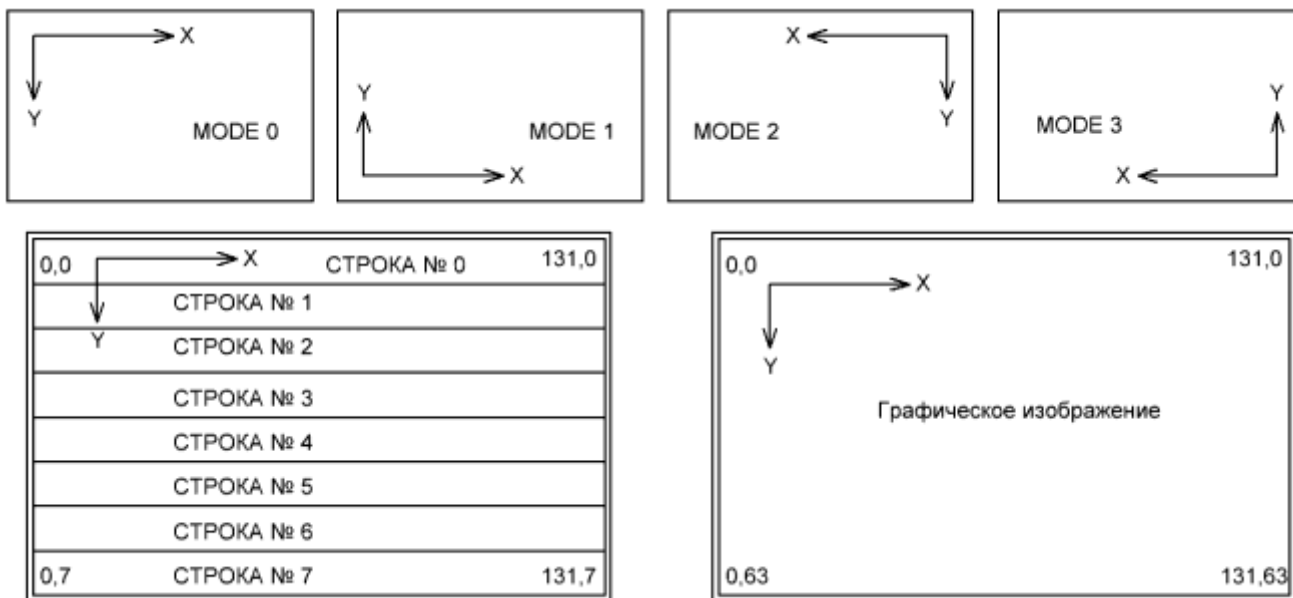 X
Y
MODE 0
Y
MODE 1
X
X
MODE 2
Y
Y
MODE 3
X
0,0
X
СТРОКА № 0
131,0
СТРОКА № 1
Y
СТРОКА № 2
СТРОКА № 3
СТРОКА № 4
СТРОКА № 5
СТРОКА № 6
0,7
СТРОКА № 7
131,7
0,0
131,0
X
Y
Графическое изображение
0,63
131,63